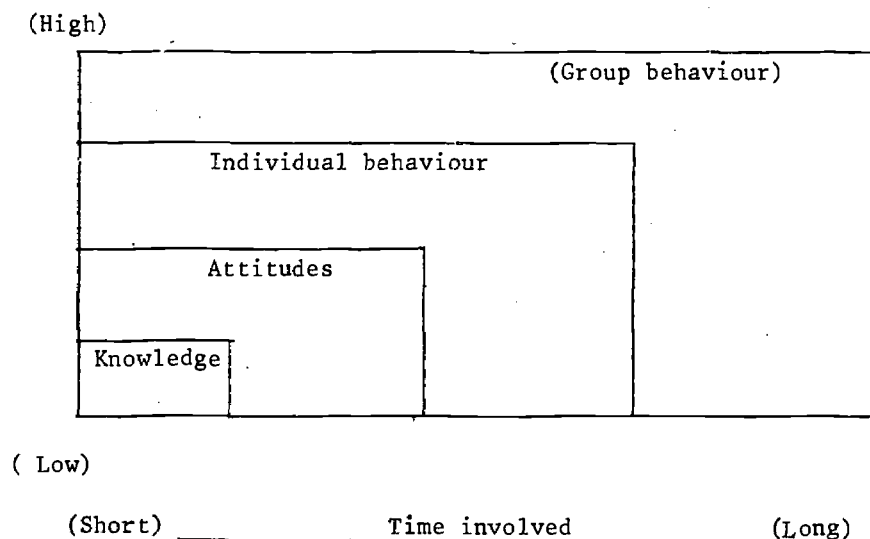 (High)
(Group behaviour)
Individual behaviour
Attitudes
Knowledge
( Low)
(Short) Time involved (Long)